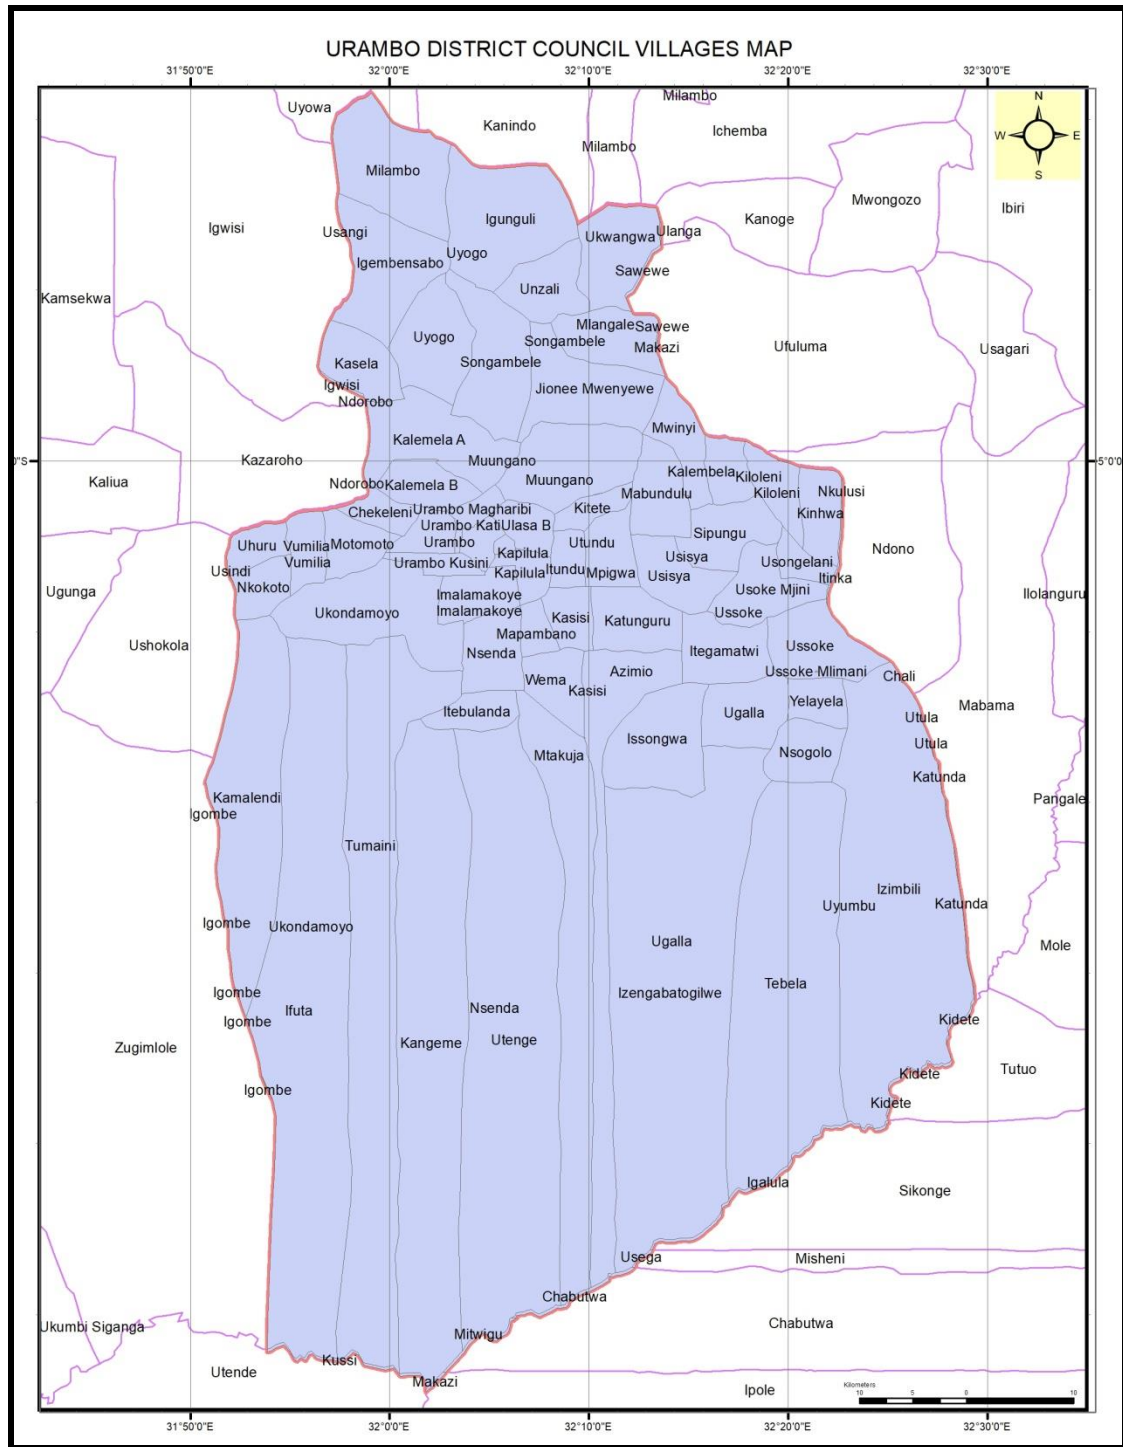 URAMBO DISTRICT COUNCIL VILLAGES MAP
31°50'0"E 32°0'0"E 32°10'0"E 32°20'0"E 32°30'0"E
Milambo
N
Uyowa
Kanindo
Ichemba
W E
Milambo
S
Milambo
Mwongozo
Ibiri
Igunguli
Kanoge
Igwisi
Usangi
Ukwangwa
Ulanga
Uyogo
Igembensabo
Sawewe
Unzali
Kamsekwa
Mlangale
Sawewe
Uyogo
Songambele
Makazi
Ufuluma
Usagari
Kasela
Songambele
Igwisi
Jionee Mwenyewe
Ndorobo
Mwinyi
Kalemela A
Kazaroho
Muungano
0"S
5°0'0"S
Kaliua
Ndorobo
Kalemela B
Muungano
Kalembela
Kiloleni
Mabundulu
Kiloleni
Nkulusi
Chekeleni
Urambo Magharibi
Kitete
Kinhwa
Urambo Kati
Ulasa B
Sipungu
Uhuru
Vumilia
Motomoto
Urambo
Utundu
Ndono
Kapilula
Usisya
Vumilia
Urambo Kusini
Usongelani
Usindi
Kapilula
Itundu
Mpigwa
Usisya
Itinka
Nkokoto
Usoke Mjini
Ugunga
Imalamakoye
Ilolanguru
Ukondamoyo
Imalamakoye
Ussoke
Kasisi
Katunguru
Mapambano
Ushokola
Nsenda
Itegamatwi
Ussoke
Azimio
Ussoke Mlimani
Chali
Wema
Kasisi
Yelayela
Mabama
Itebulanda
Ugalla
Utula
Issongwa
Utula
Mtakuja
Nsogolo
Katunda
Kamalendi
Pangale
Igombe
Tumaini
Izimbili
Uyumbu
Katunda
Igombe
Ukondamoyo
Ugalla
Mole
Tebela
Igombe
Izengabatogilwe
Ifuta
Nsenda
Igombe
Kidete
Utenge
Kangeme
Zugimlole
Tutuo
Kidete
Igombe
Kidete
Igalula
Sikonge
Usega
Misheni
Chabutwa
Ukumbi Siganga
Mitwigu
Chabutwa
Kussi
Utende
Makazi
Ipole
Kilometers
10 5 0 10
31°50'0"E 32°0'0"E 32°10'0"E 32°20'0"E 32°30'0"E